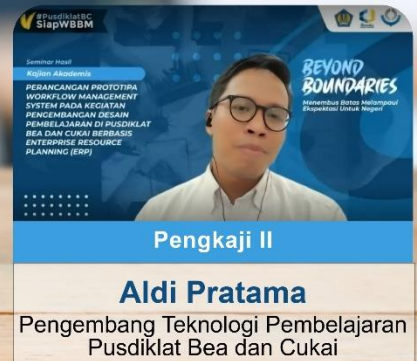 #PusdiklatBC
SiapWBBM
Seminar Hasil
Kajian Akademis
PERANCANGAN PROTOTIPA
WORKFLOW MANAGEMENT
SYSTEM PADA KEGIATAN
PENGEMBANGAN DESAIN
PEMBELAJARAN DI PUSDIKLAT
BEA DAN CUKAI BERBASIS
ENTERPRISE RESOURCE
PLANNING (ERP)
BEYOND
BOUNDARIES
Menembus Batas Melampaui
Ekspektasi Untuk Negeri
Pengkaji II
Aldi Pratama
Pengembang Teknologi Pembelajaran
Pusdiklat Bea dan Cukai